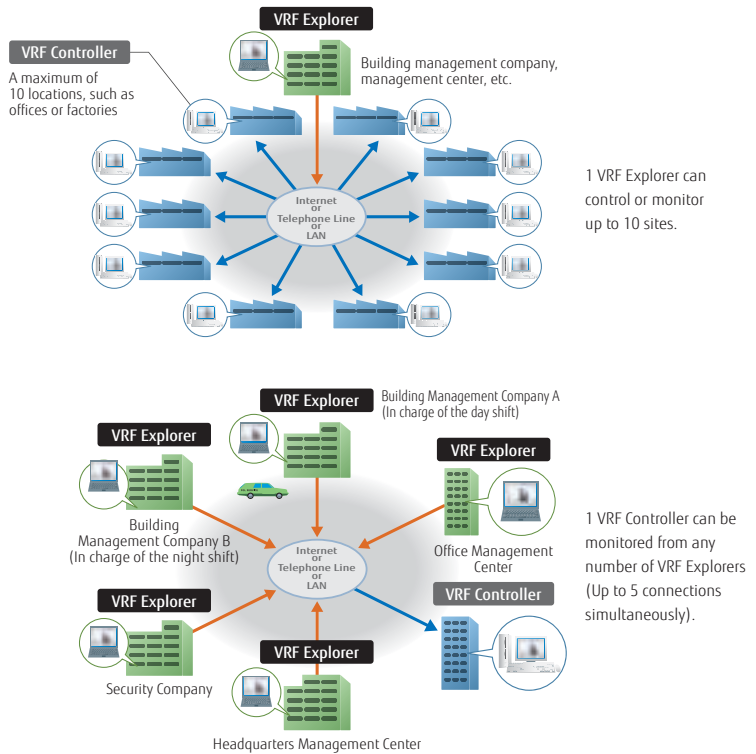 VRF Explorer
VRF Controller
A maximum of
10 locations, such as
offices or factories
Building management company,
management center, etc.
Internet
or
Telephone Line
or
LAN
1 VRF Explorer can
control or monitor
up to 10 sites.
VRF Explorer
Building Management Company A
(In charge of the day shift)
VRF Explorer
Building
Management Company B
(In charge of the night shift)
VRF Explorer
Office Management
Center
Internet
or
Telephone Line
or
LAN
1 VRF Controller can be
monitored from any
number of VRF Explorers
(Up to 5 connections
simultaneously).
VRF Explorer
Security Company
VRF Controller
VRF Explorer
Headquarters Management Center